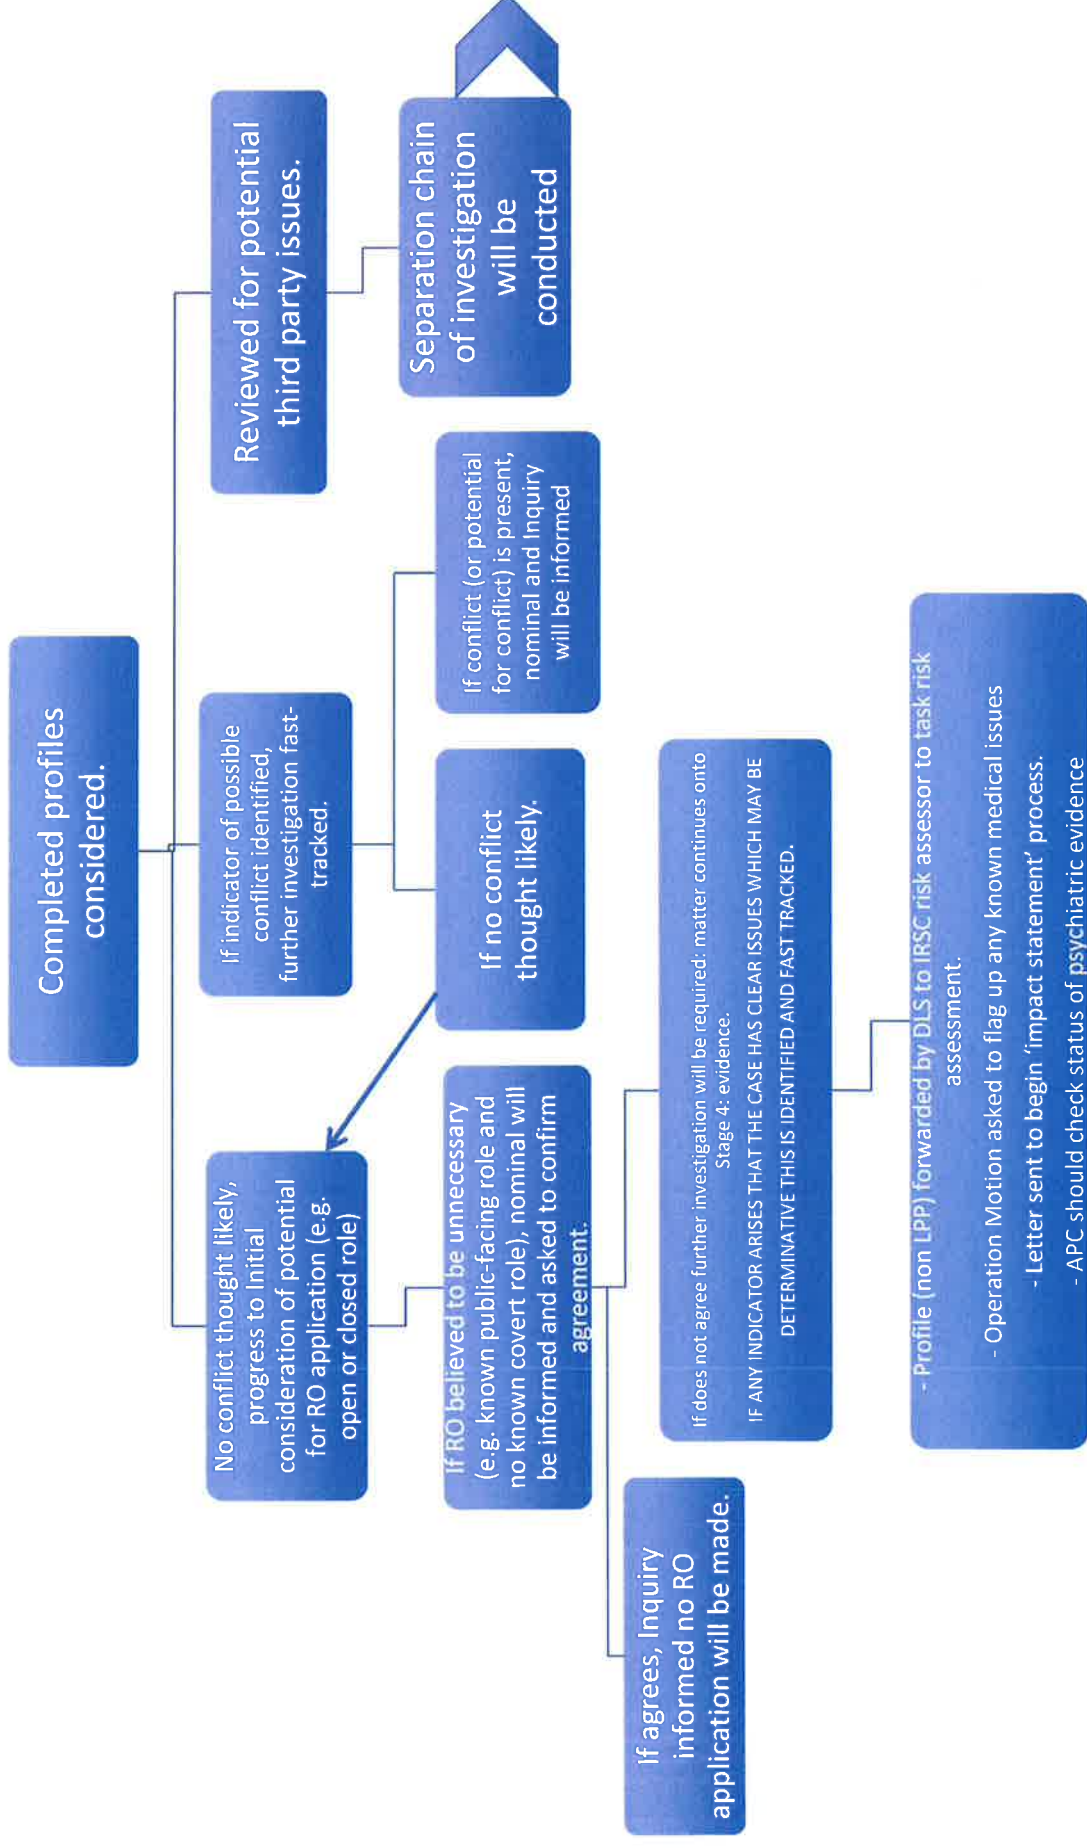 Completed profiles
considered.
No conflict thought likely,
progress to Initial
consideration of potential
for RO application (e.g.
open or closed role)
If indicator of possible
conflict identified,
further investigation fast-
tracked.
Reviewed for potential
third party issues.
If RO believed to be unnecessary
(e.g. known public-facing role and
no known covert role), nominal will
be informed and asked to confirm
agreement.
If no conflict
thought likely.
If conflict (or potential
for conflict) is present,
nominal and Inquiry
will be informed
Separation chain
of investigation
will be
conducted
If agrees, Inquiry
informed no RO
application will be made.
If does not agree further investigation will be required: matter continues onto
Stage 4: evidence.
IF ANY INDICATOR ARISES THAT THE CASE HAS CLEAR ISSUES WHICH MAY BE
DETERMINATIVE THIS IS IDENTIFIED AND FAST TRACKED.
- Profile (non LPP) forwarded by DLS to IRSC risk assessor to task risk
assessment.
- Operation Motion asked to flag up any known medical issues
- Letter sent to begin ‘impact statement’ process.
- APC should check status of psychiatric evidence